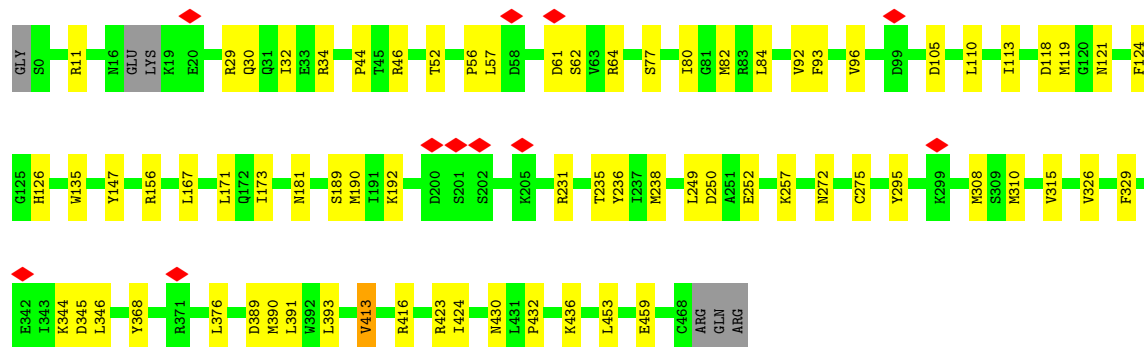 GLY S0 R11 N16 GLU LYS K19 E20 R29 Q30 Q31 I32 E33 R34 P44 T45 R46 T52 P56 L57 D58 D61 S62 V63 R64 S77 I80 G81 M82 R83 L84 V92 F93 V96 D99 D105 L110 I113 D118 M119 G120 N121 F124
G125 H126 W135 Y147 R156 L167 L171 Q172 I173 N181 S189 M190 I191 K192 D200 S201 S202 K205 R231 T235 Y236 I237 M238 L249 D250 A251 E252 K257 N272 C275 Y295 K299 M308 S309 M310 V315 V326 F329
E342 I343 K344 D345 L346 Y368 R371 L376 D389 M390 L391 W392 L393 V413 R416 R423 I424 N430 L431 P432 K436 L453 E459 C468 ARG GLN ARG